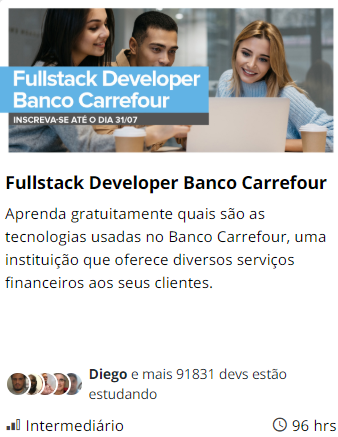 Fullstack Developer
Banco Carrefour
INSCREVA-SE ATÉ O DIA 31/07
Fullstack Developer Banco Carrefour
Aprenda gratuitamente quais são as
tecnologias usadas no Banco Carrefour, uma
instituição que oferece diversos serviços
financeiros aos seus clientes.
Diego e mais 91831 devs estão
estudando
Intermediário
96 hrs